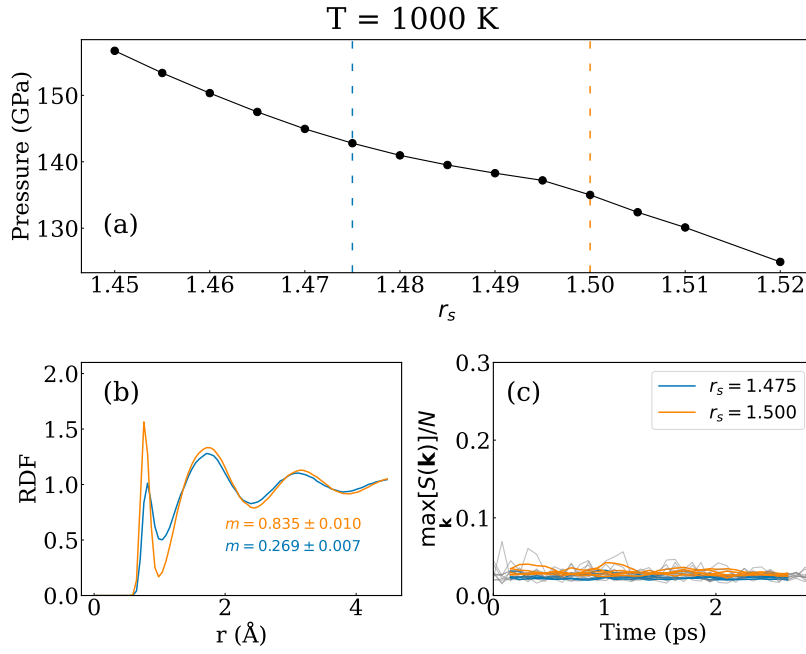 T = 1000 K
Pressure (GPa)
150
140
130
(a)
1.45 1.46 1.47 1.48 1.49 1.50 1.51 1.52
r_s
RDF
2.0
1.5
1.0
0.5
0.0
(b)
m = 0.835 ± 0.010
m = 0.269 ± 0.007
0 2 4
r (Å)
max[S(k)]/N
k
0.3
0.2
0.1
0.0
(c)
r_s = 1.475
r_s = 1.500
0 1 2
Time (ps)